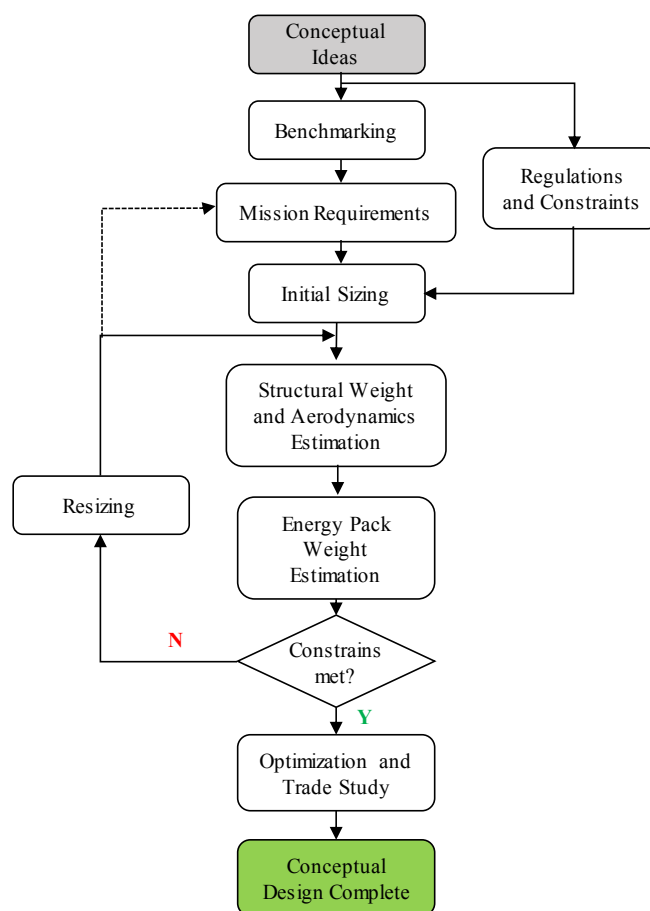 Conceptual
Ideas
Benchmarking
Regulations
and Constraints
Mission Requirements
Initial Sizing
Structural Weight
and Aerodynamics
Estimation
Resizing
Energy Pack
Weight
Estimation
N
Constrains
met?
Y
Optimization and
Trade Study
Conceptual
Design Complete